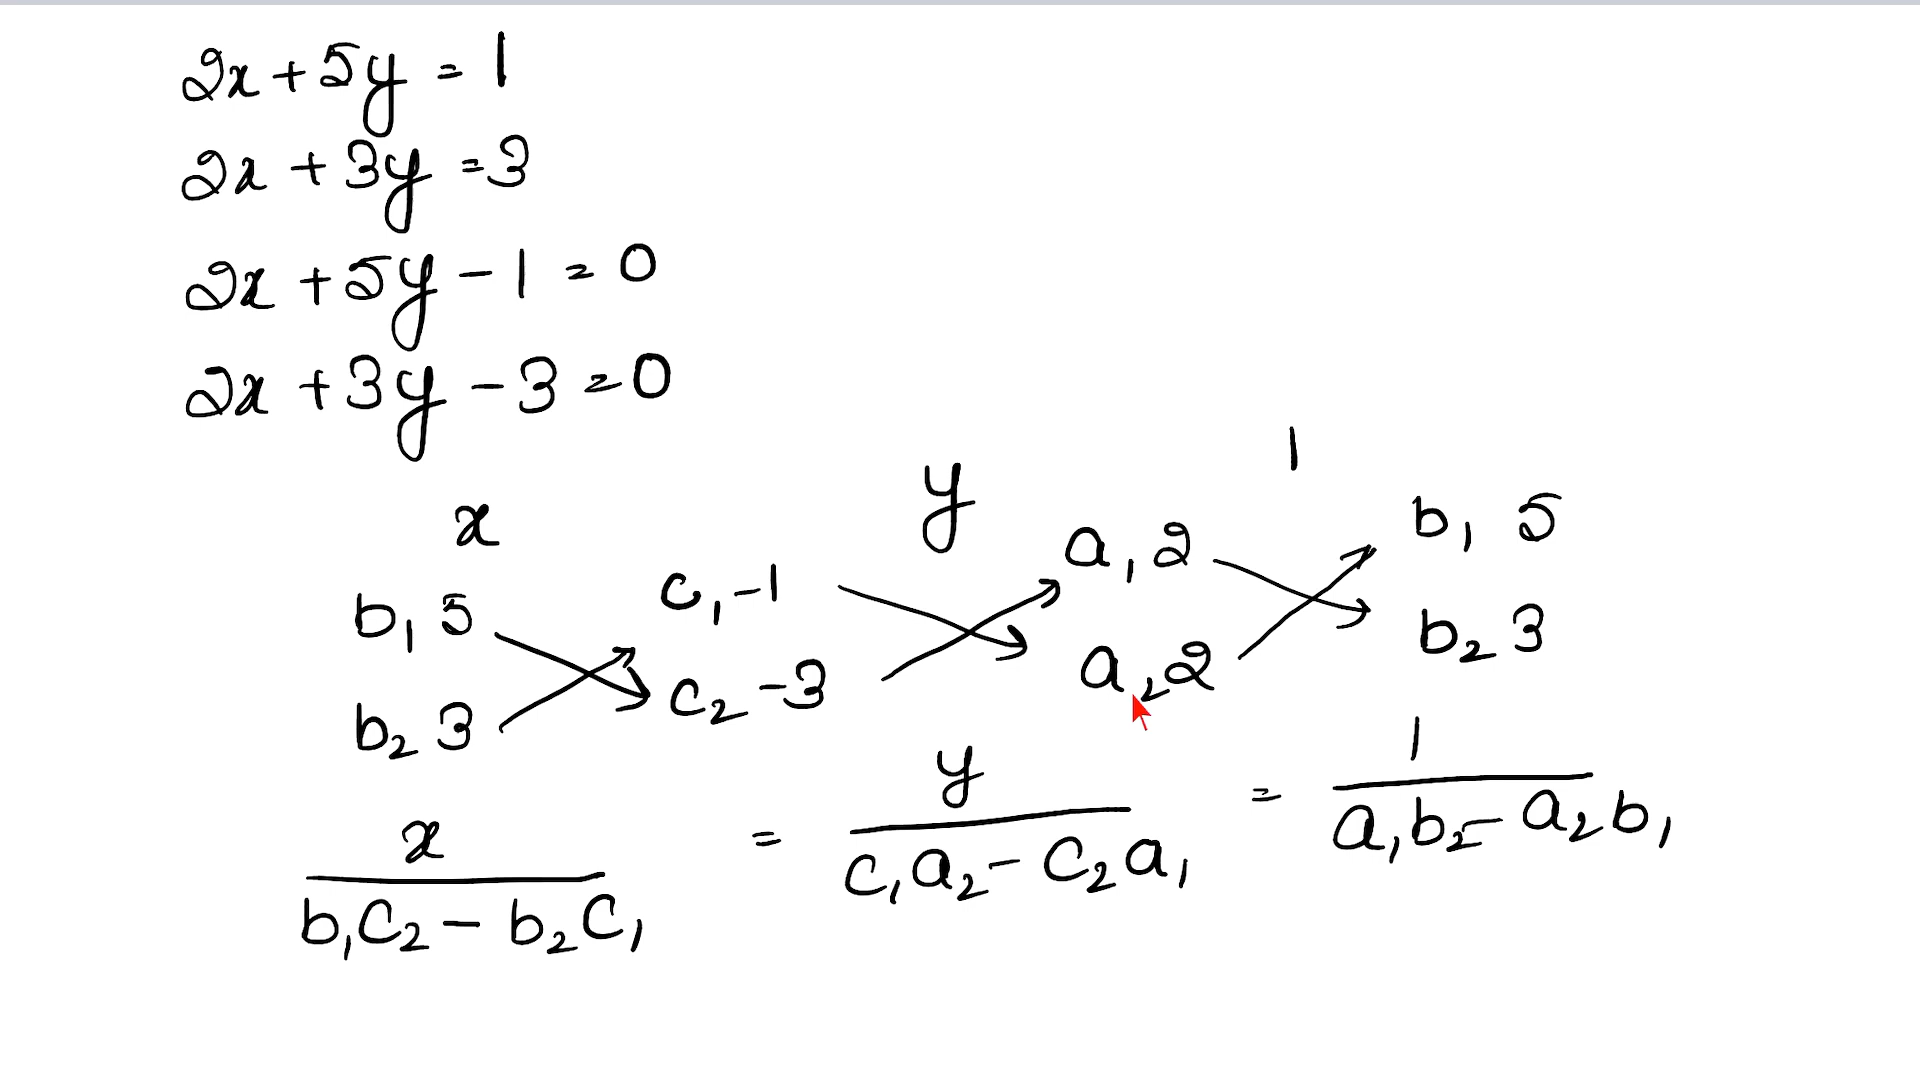 2x + 5y = 1
2x + 3y = 3
2x + 5y - 1 = 0
2x + 3y - 3 = 0
x y 1
b₁ 5 c₁ -1 a₁ 2 b₁ 5
b₂ 3 c₂ -3 a₂ 2 b₂ 3
x/(b₁c₂ - b₂c₁) = y/(c₁a₂ - c₂a₁) = 1/(a₁b₂ - a₂b₁)